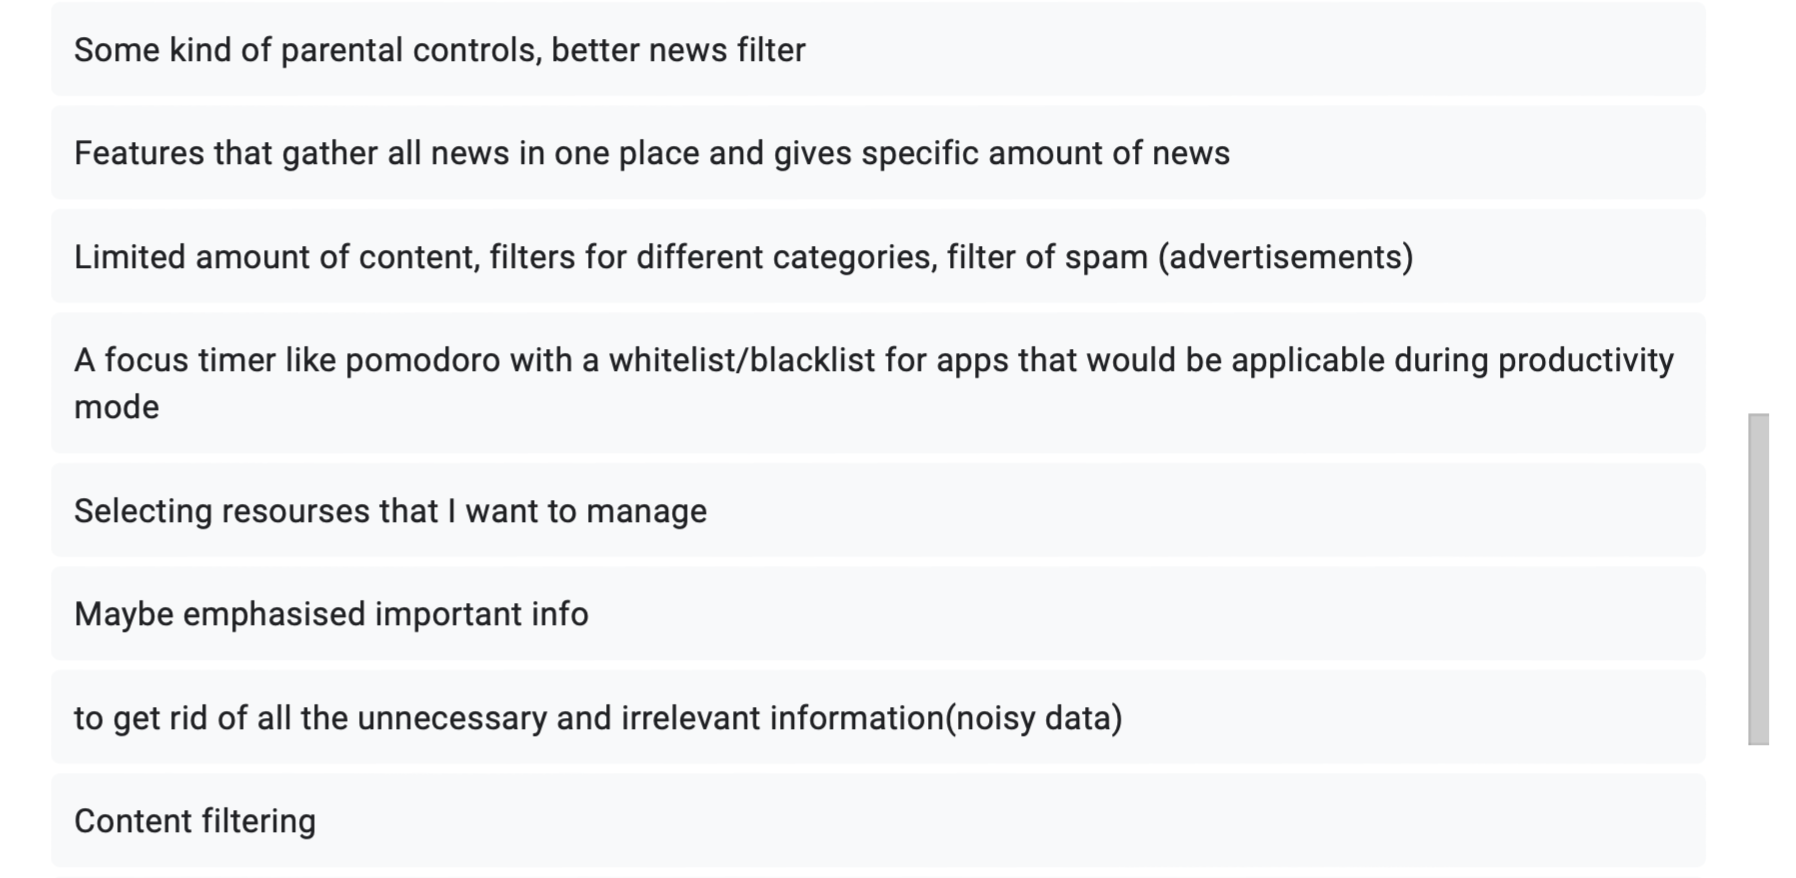 Some kind of parental controls, better news filter
Features that gather all news in one place and gives specific amount of news
Limited amount of content, filters for different categories, filter of spam (advertisements)
A focus timer like pomodoro with a whitelist/blacklist for apps that would be applicable during productivity
mode
Selecting resourses that I want to manage
Maybe emphasised important info
to get rid of all the unnecessary and irrelevant information(noisy data)
Content filtering